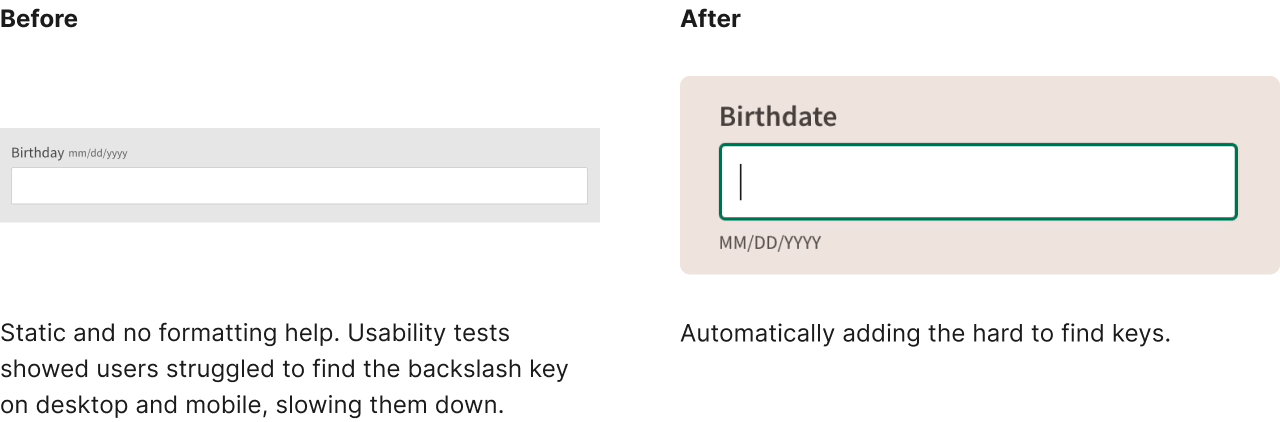 Before
After
Birthday mm/dd/yyyy
Birthdate
MM/DD/YYYY
Static and no formatting help. Usability tests
showed users struggled to find the backslash key
on desktop and mobile, slowing them down.
Automatically adding the hard to find keys.